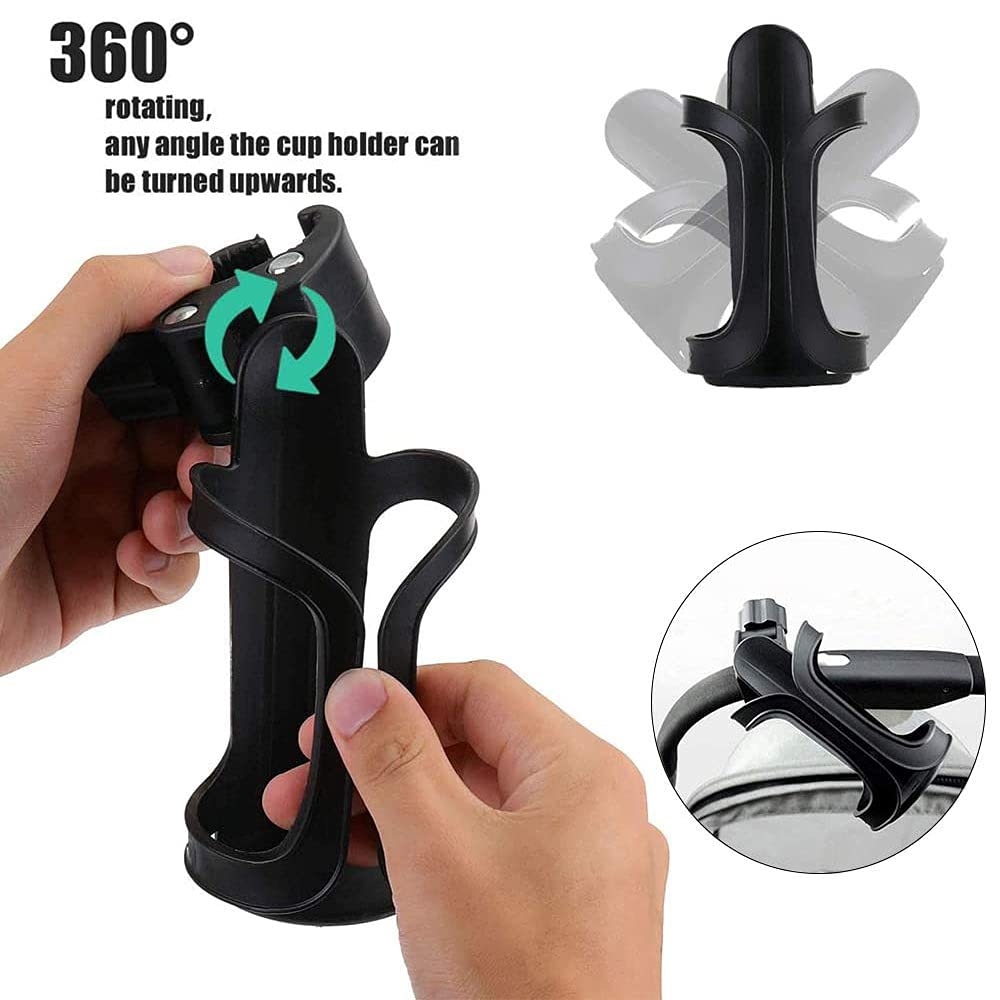 360°
rotating,
any angle the cup holder can
be turned upwards.